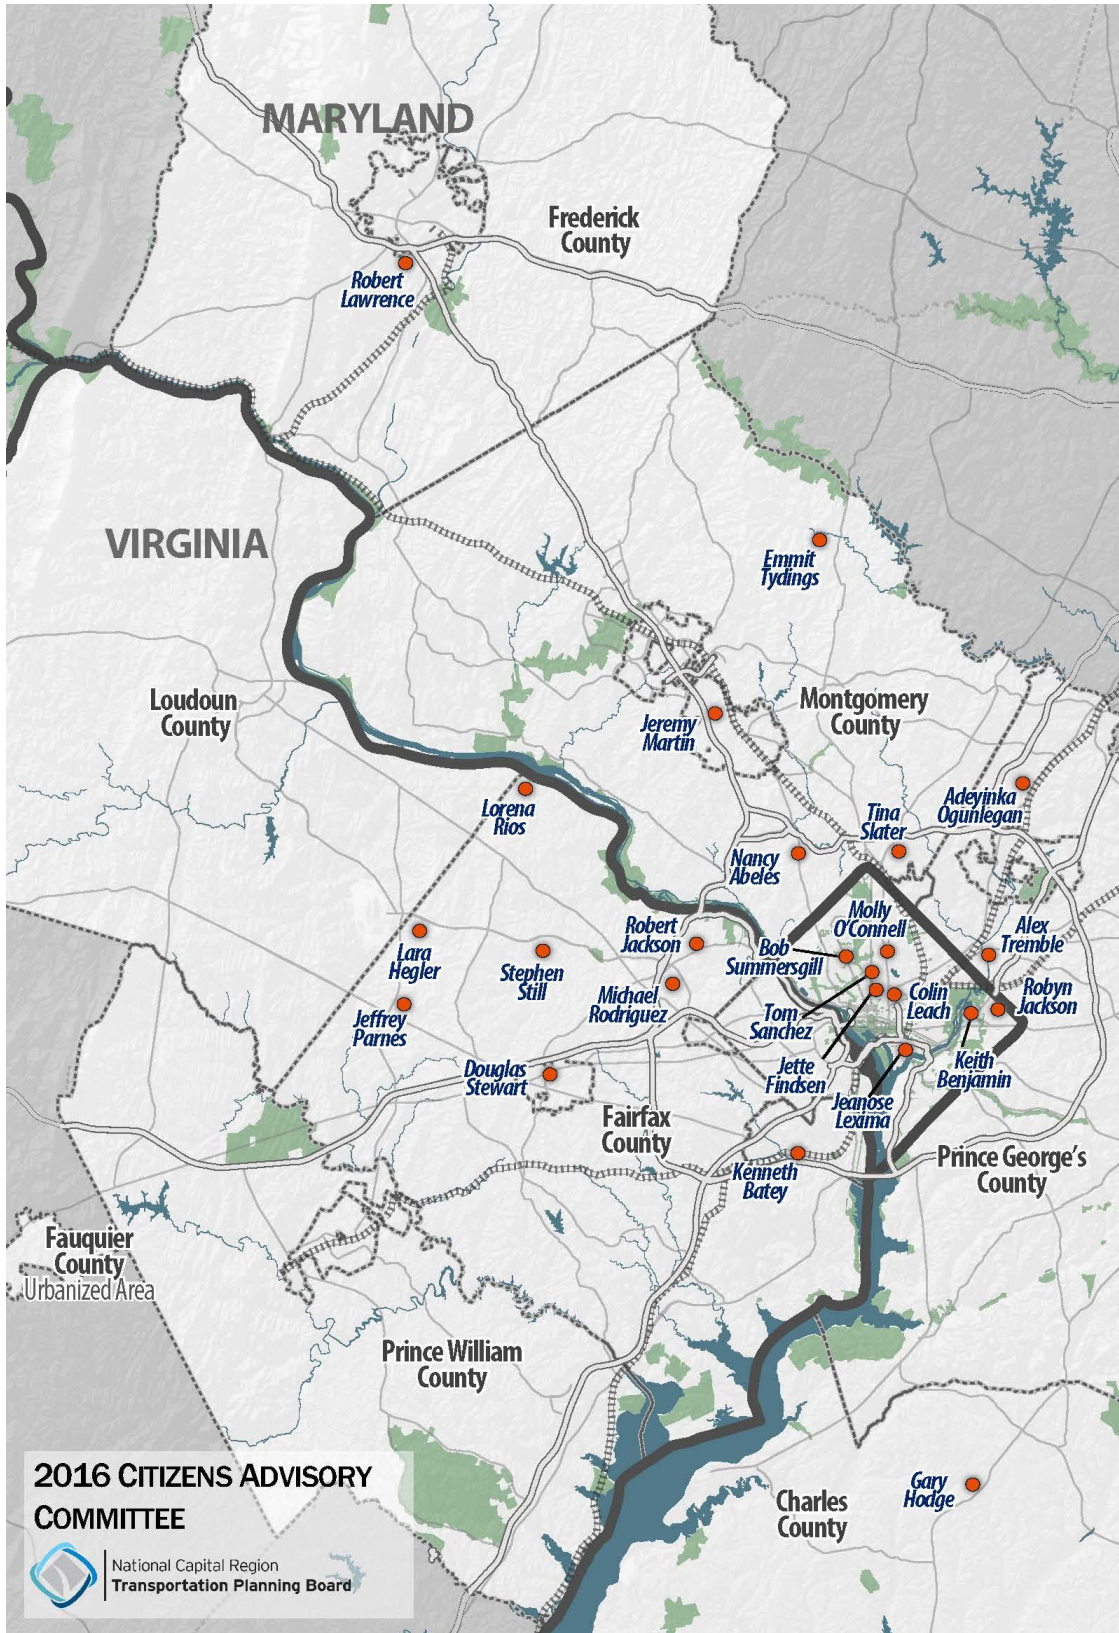 MARYLAND
Frederick
County
Robert
Lawrence
VIRGINIA
Emmit
Tydings
Loudoun
County
Montgomery
County
Jeremy
Martin
Lorena
Rios
Adeyinka
Ogunlegan
Tina
Slater
Nancy
Abeles
Molly
O'Connell
Robert
Jackson
Alex
Tremble
Bob
Summersgill
Lara
Hegler
Stephen
Still
Michael
Rodriguez
Colin
Leach
Robyn
Jackson
Jeffrey
Parnes
Tom
Sanchez
Jette
Findsen
Keith
Benjamin
Douglas
Stewart
Jeanose
Lexima
Fairfax
County
Kenneth
Batey
Prince George's
County
Fauquier
County
Urbanized Area
Prince William
County
Gary
Hodge
Charles
County
2016 CITIZENS ADVISORY
COMMITTEE
National Capital Region
Transportation Planning Board